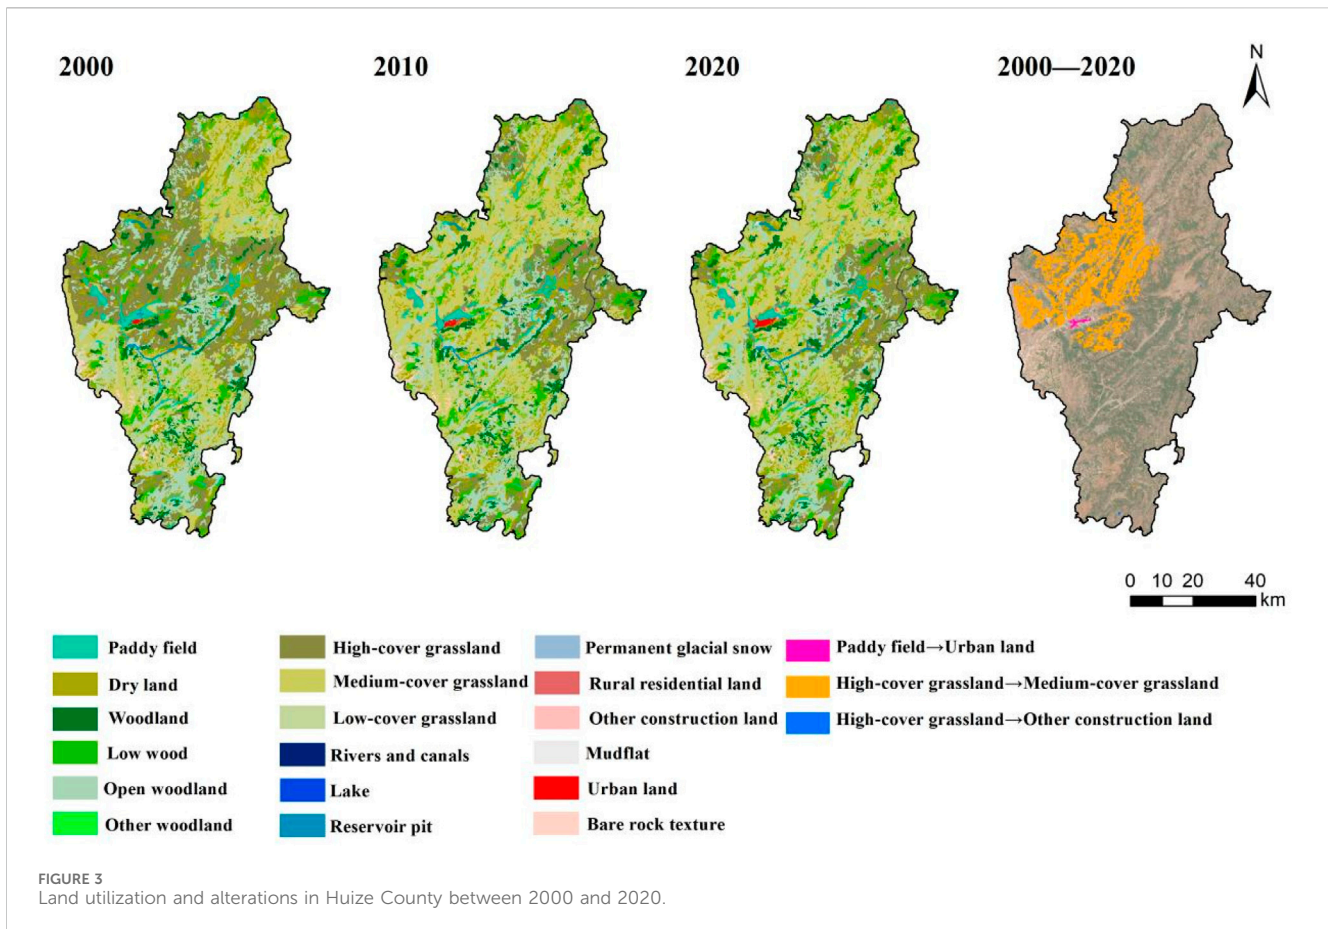 2000
2010
2020
2000—2020
N
0 10 20 40
km
Paddy field
Dry land
Woodland
Low wood
Open woodland
Other woodland
High-cover grassland
Medium-cover grassland
Low-cover grassland
Rivers and canals
Lake
Reservoir pit
Permanent glacial snow
Rural residential land
Other construction land
Mudflat
Urban land
Bare rock texture
Paddy field→Urban land
High-cover grassland→Medium-cover grassland
High-cover grassland→Other construction land
FIGURE 3
Land utilization and alterations in Huize County between 2000 and 2020.